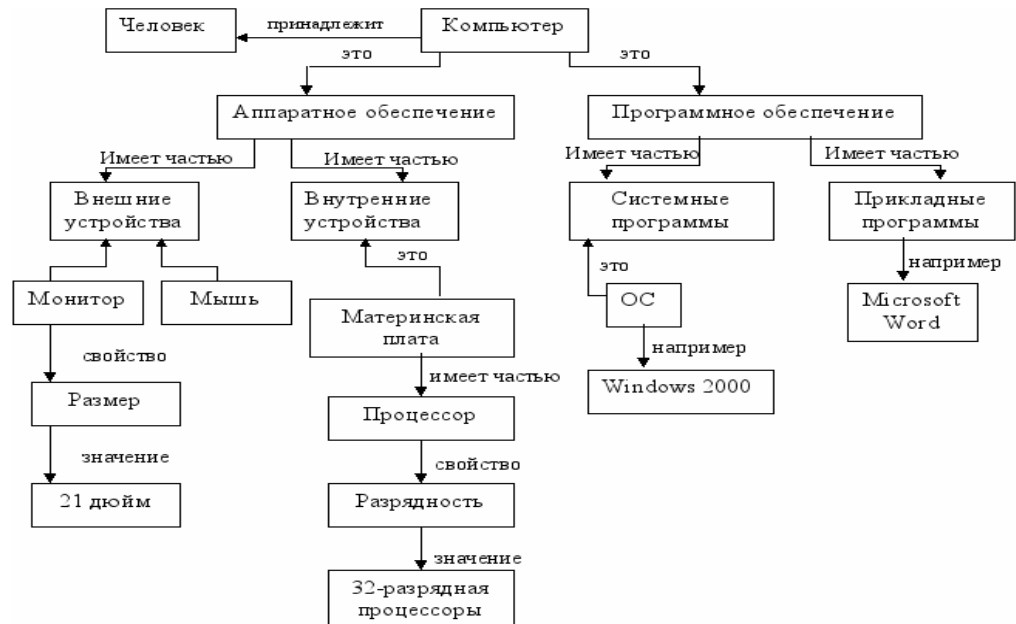 Человек
принадлежит
Компьютер
это
это
Аппаратное обеспечение
Программное обеспечение
Имеет частью
Имеет частью
Имеет частью
Имеет частью
Внешние
устройства
Внутренние
устройства
Системные
программы
Прикладные
программы
это
это
например
Монитор
Мышь
Материнская
плата
ОС
Microsoft
Word
свойство
например
имеет частью
Windows 2000
Размер
Процессор
значение
свойство
21 дюйм
Разрядность
значение
32-разрядная
процессоры